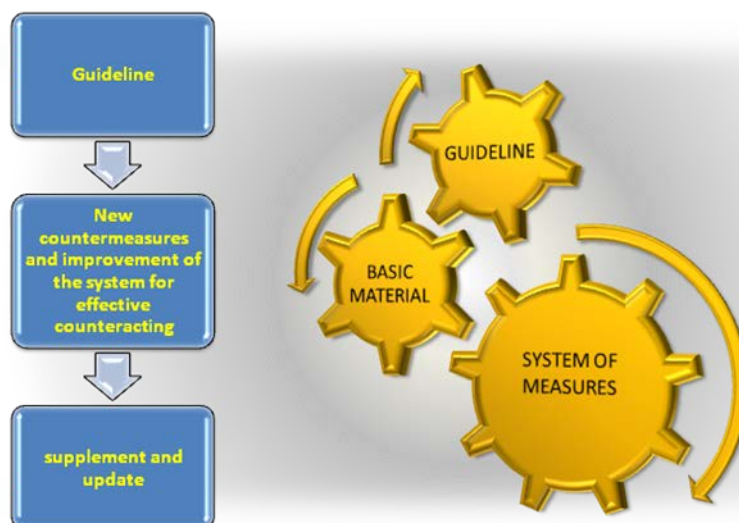 Guideline
New
countermeasures
and improvement of
the system for
effective
counteracting
supplement and
update
GUIDELINE
BASIC
MATERIAL
SYSTEM OF
MEASURES